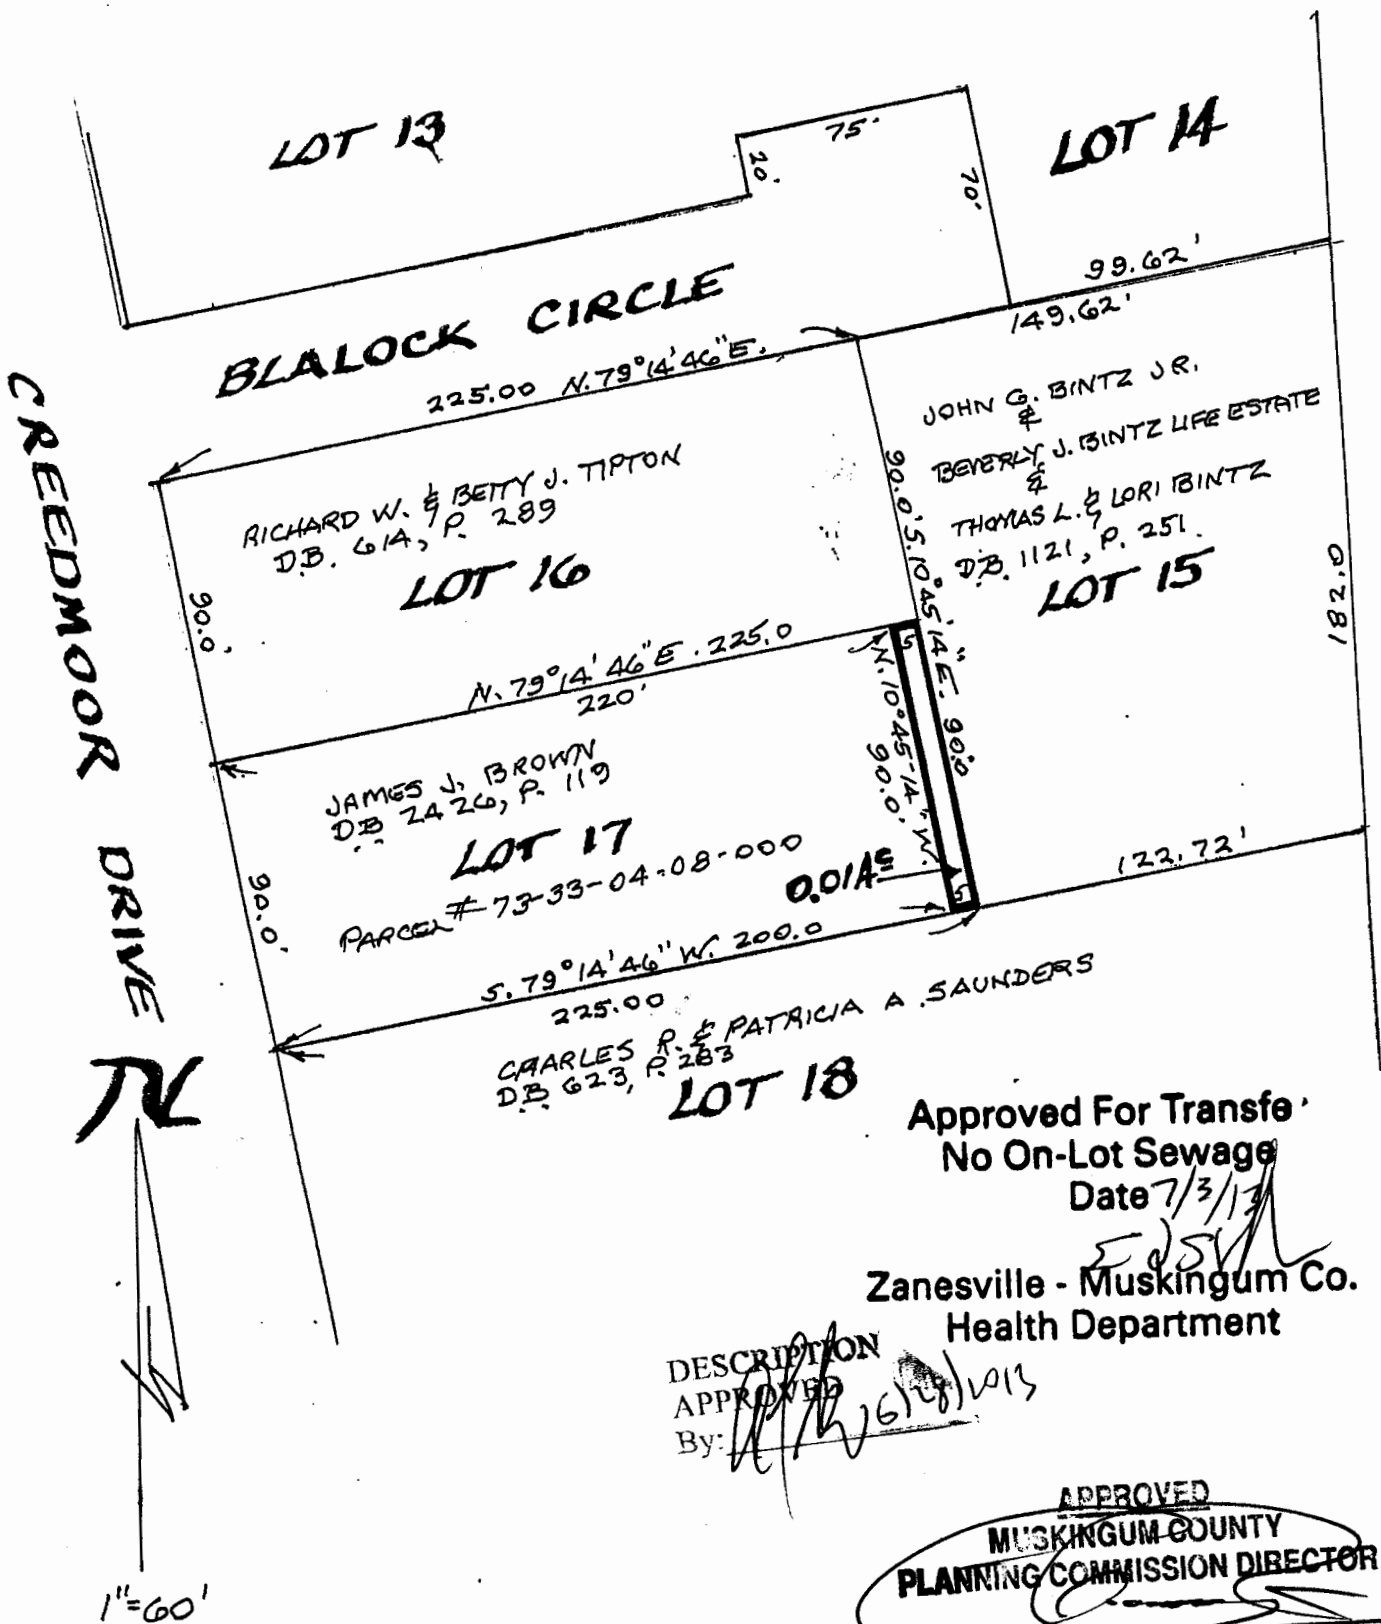 LOT 13
75'
20'
70'
LOT 14
99.62'
149.62'
BLALOCK CIRCLE
225.00 N. 79°14'46"E.
CREEDMOOR DRIVE
JOHN G. BINTZ JR.
&
BEVERLY J. BINTZ LIFE ESTATE
&
THOMAS L. & LORI BINTZ
D.B. 1121, P. 251.
LOT 15
RICHARD W. & BETTY J. TIPTON
D.B. 614, P. 289
LOT 16
90.0'
90.0' S. 10°45'14"E. 90.0
182.0
N. 79°14'46"E. 225.0
220'
5
N. 10°45-14"W.
90.0'
JAMES J. BROWN
D.B. 2426, P. 119
LOT 17
PARCEL # 73-33-04-08-000
90.0'
0.01Ac
5
122.72'
S. 79°14'46" W. 200.0
225.00
CHARLES R. & PATRICIA A. SAUNDERS
D.B. 623, P. 283
LOT 18
N
1"=60'
Approved For Transfe
No On-Lot Sewage
Date 7/3/13
Zanesville - Muskingum Co.
Health Department
DESCRIPTION
APPROVED
By: 6/28/2013
APPROVED
MUSKINGUM COUNTY
PLANNING COMMISSION DIRECTOR